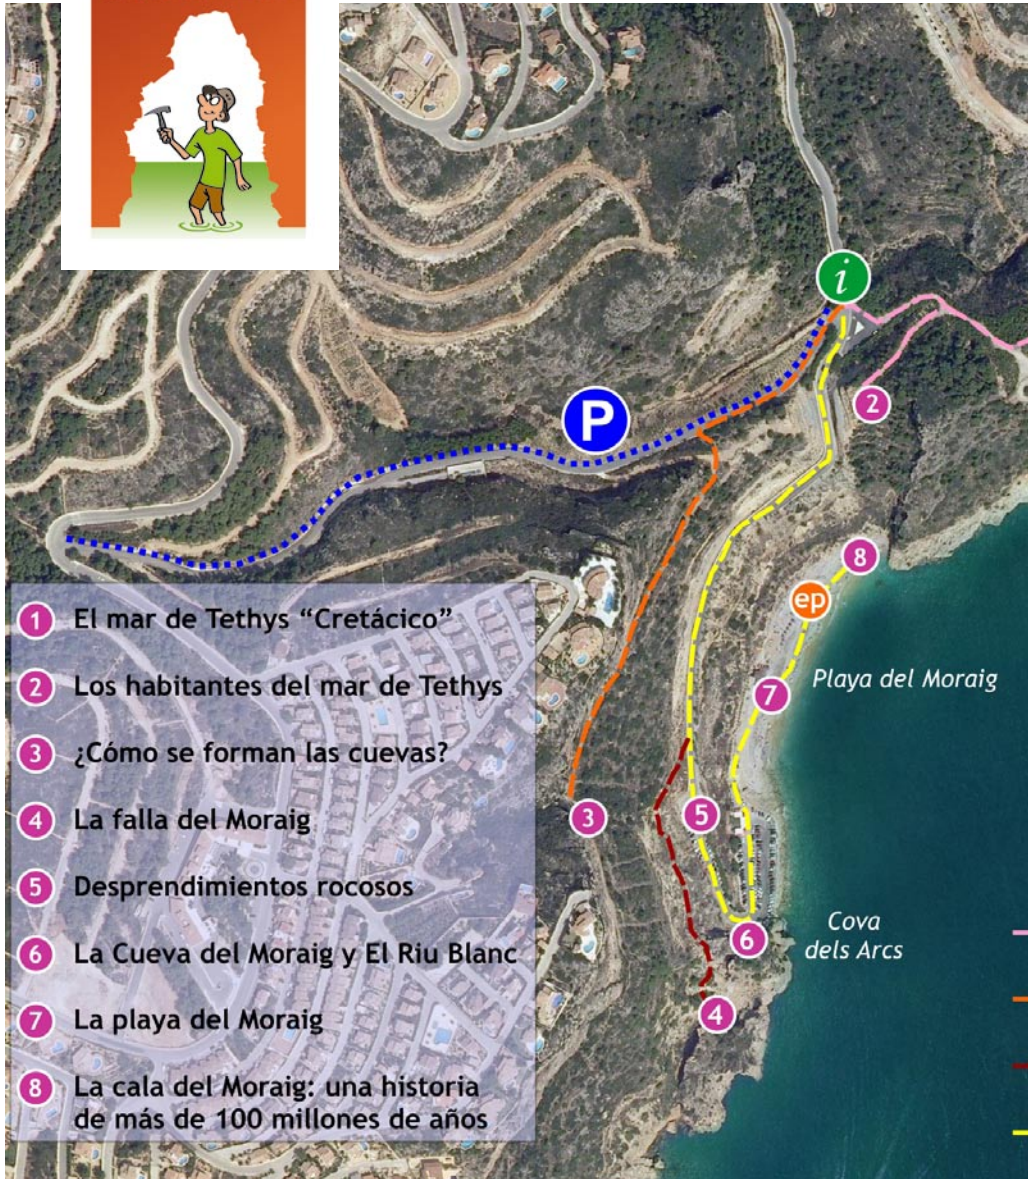 i
P
2
8
ep
Playa del Moraig
7
3
5
Cova
dels Arcs
6
4
1 El mar de Tethys “Cretácico”
2 Los habitantes del mar de Tethys
3 ¿Cómo se forman las cuevas?
4 La falla del Moraig
5 Desprendimientos rocosos
6 La Cueva del Moraig y El Riu Blanc
7 La playa del Moraig
8 La cala del Moraig: una historia
de más de 100 millones de años